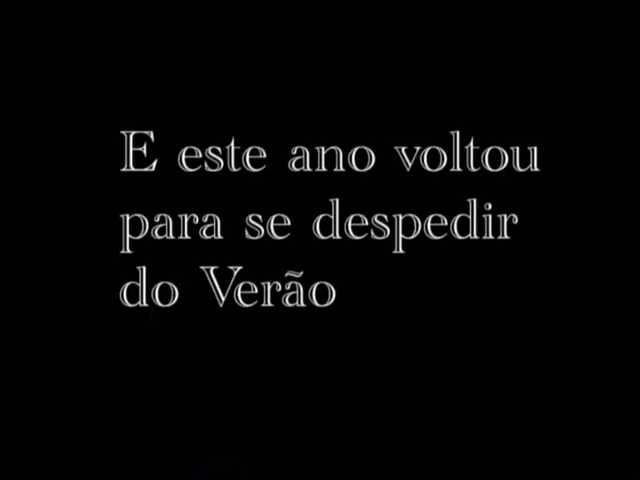 E este ano voltou
para se despedir
do Verão